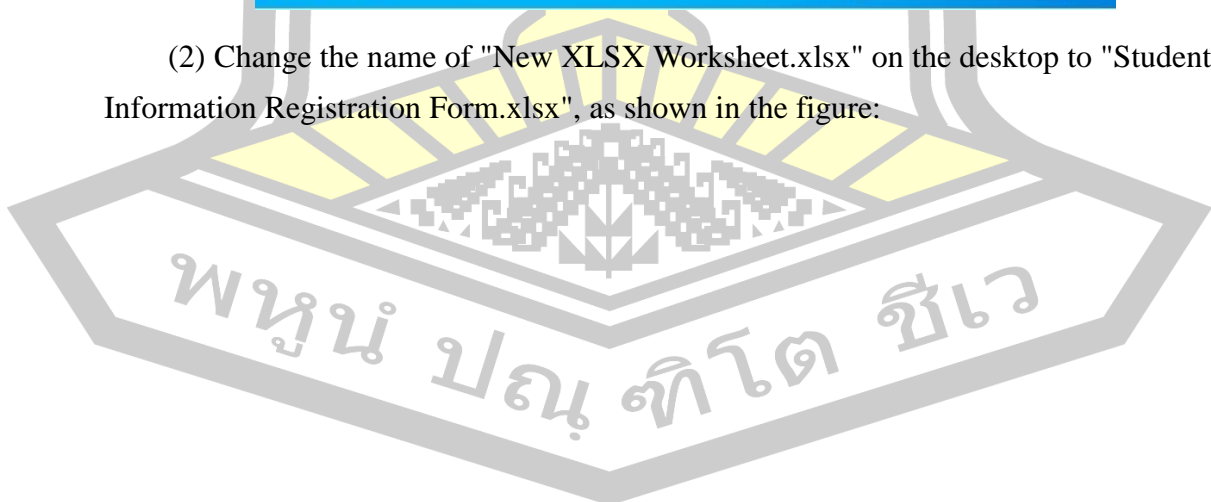 (2) Change the name of "New XLSX Worksheet.xlsx" on the desktop to "Student
Information Registration Form.xlsx", as shown in the figure:
พหูนํ ปณฺฑิโต ชีเว